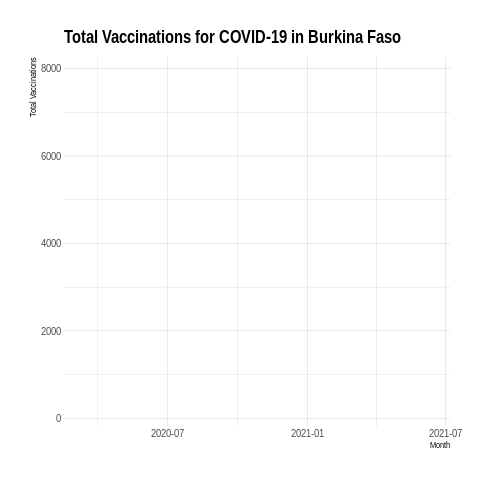 Total Vaccinations for COVID-19 in Burkina Faso
Total Vaccinations
8000
6000
4000
2000
0
2020-07 2021-01 2021-07
Month